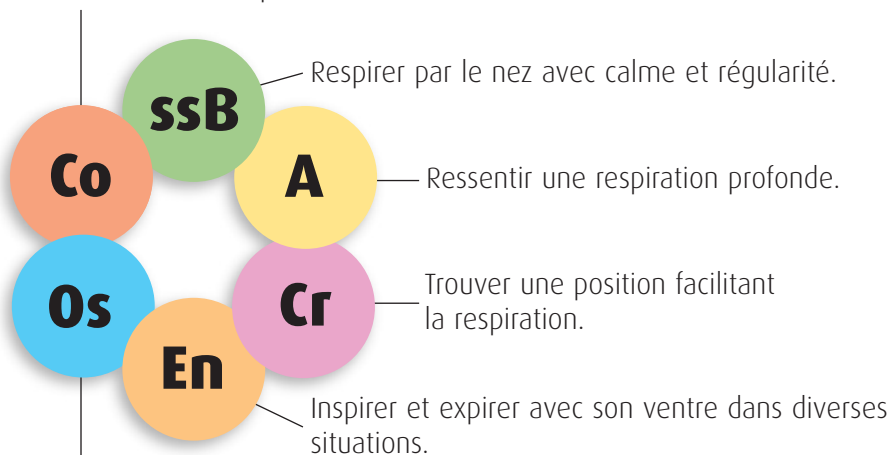 ssB
Respirer par le nez avec calme et régularité.
Co
A
Ressentir une respiration profonde.
Os
Cr
Trouver une position facilitant
la respiration.
En
Inspirer et expirer avec son ventre dans diverses
situations.